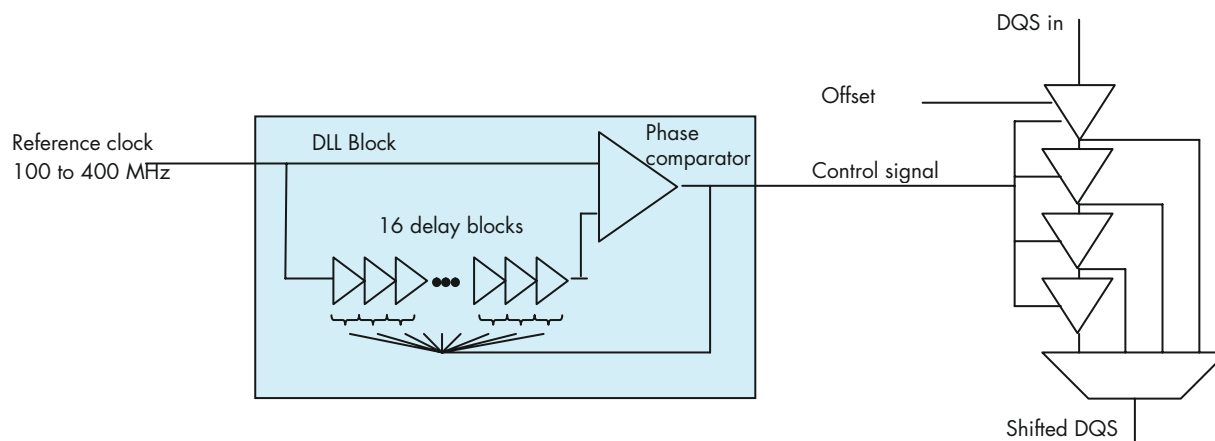 DQS in
Offset
Reference clock
100 to 400 MHz
DLL Block
Phase
comparator
Control signal
16 delay blocks
Shifted DQS